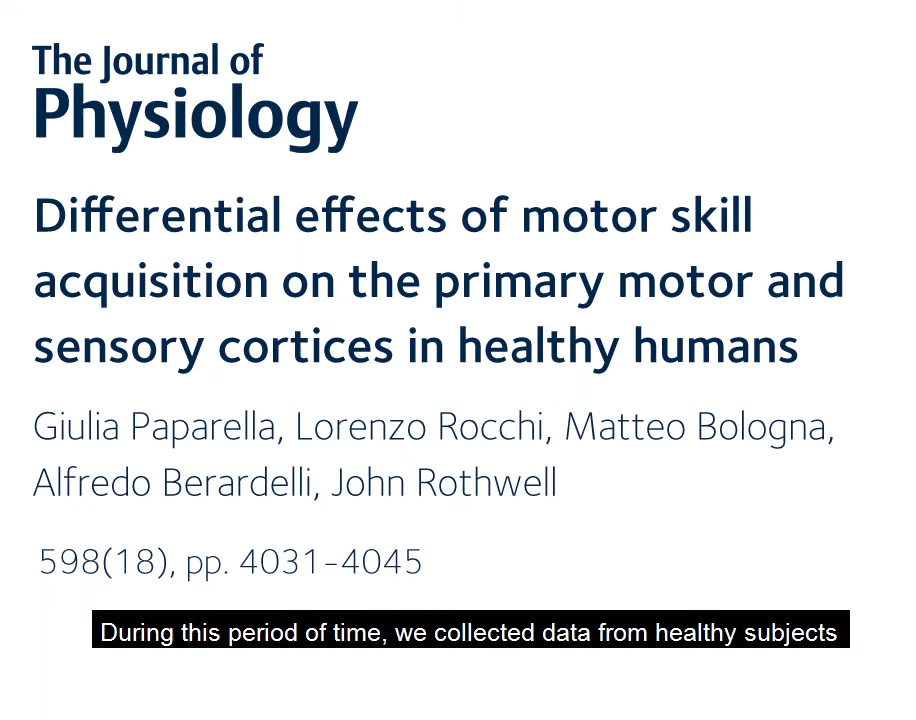 The Journal of
Physiology
Differential effects of motor skill
acquisition on the primary motor and
sensory cortices in healthy humans
Giulia Paparella, Lorenzo Rocchi, Matteo Bologna,
Alfredo Berardelli, John Rothwell
598(18), pp. 4031-4045
During this period of time, we collected data from healthy subjects